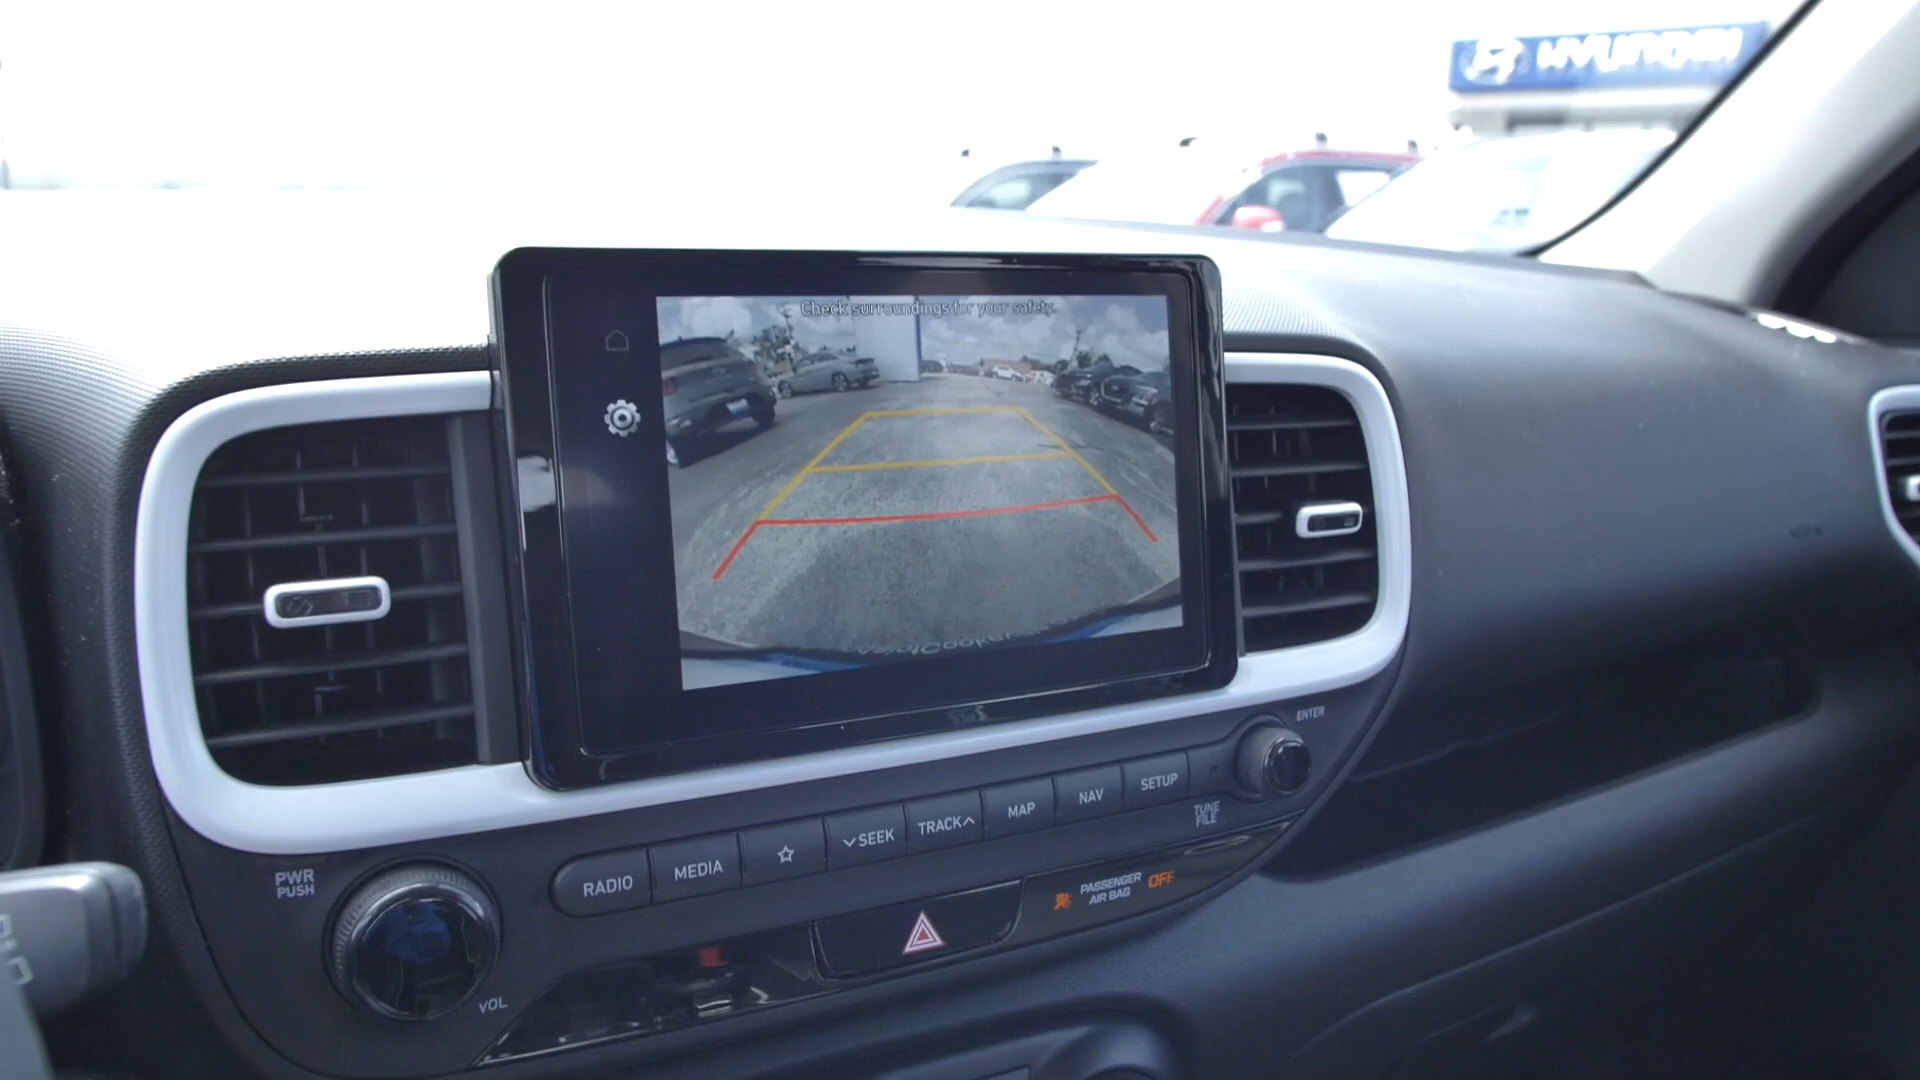 HYUNDAI
Check surroundings for your safety.
ENTER
PWR
PUSH
RADIO
MEDIA
SEEK
TRACK
MAP
NAV
SETUP
TUNE
FILE
VOL
PASSENGER
AIR BAG
OFF